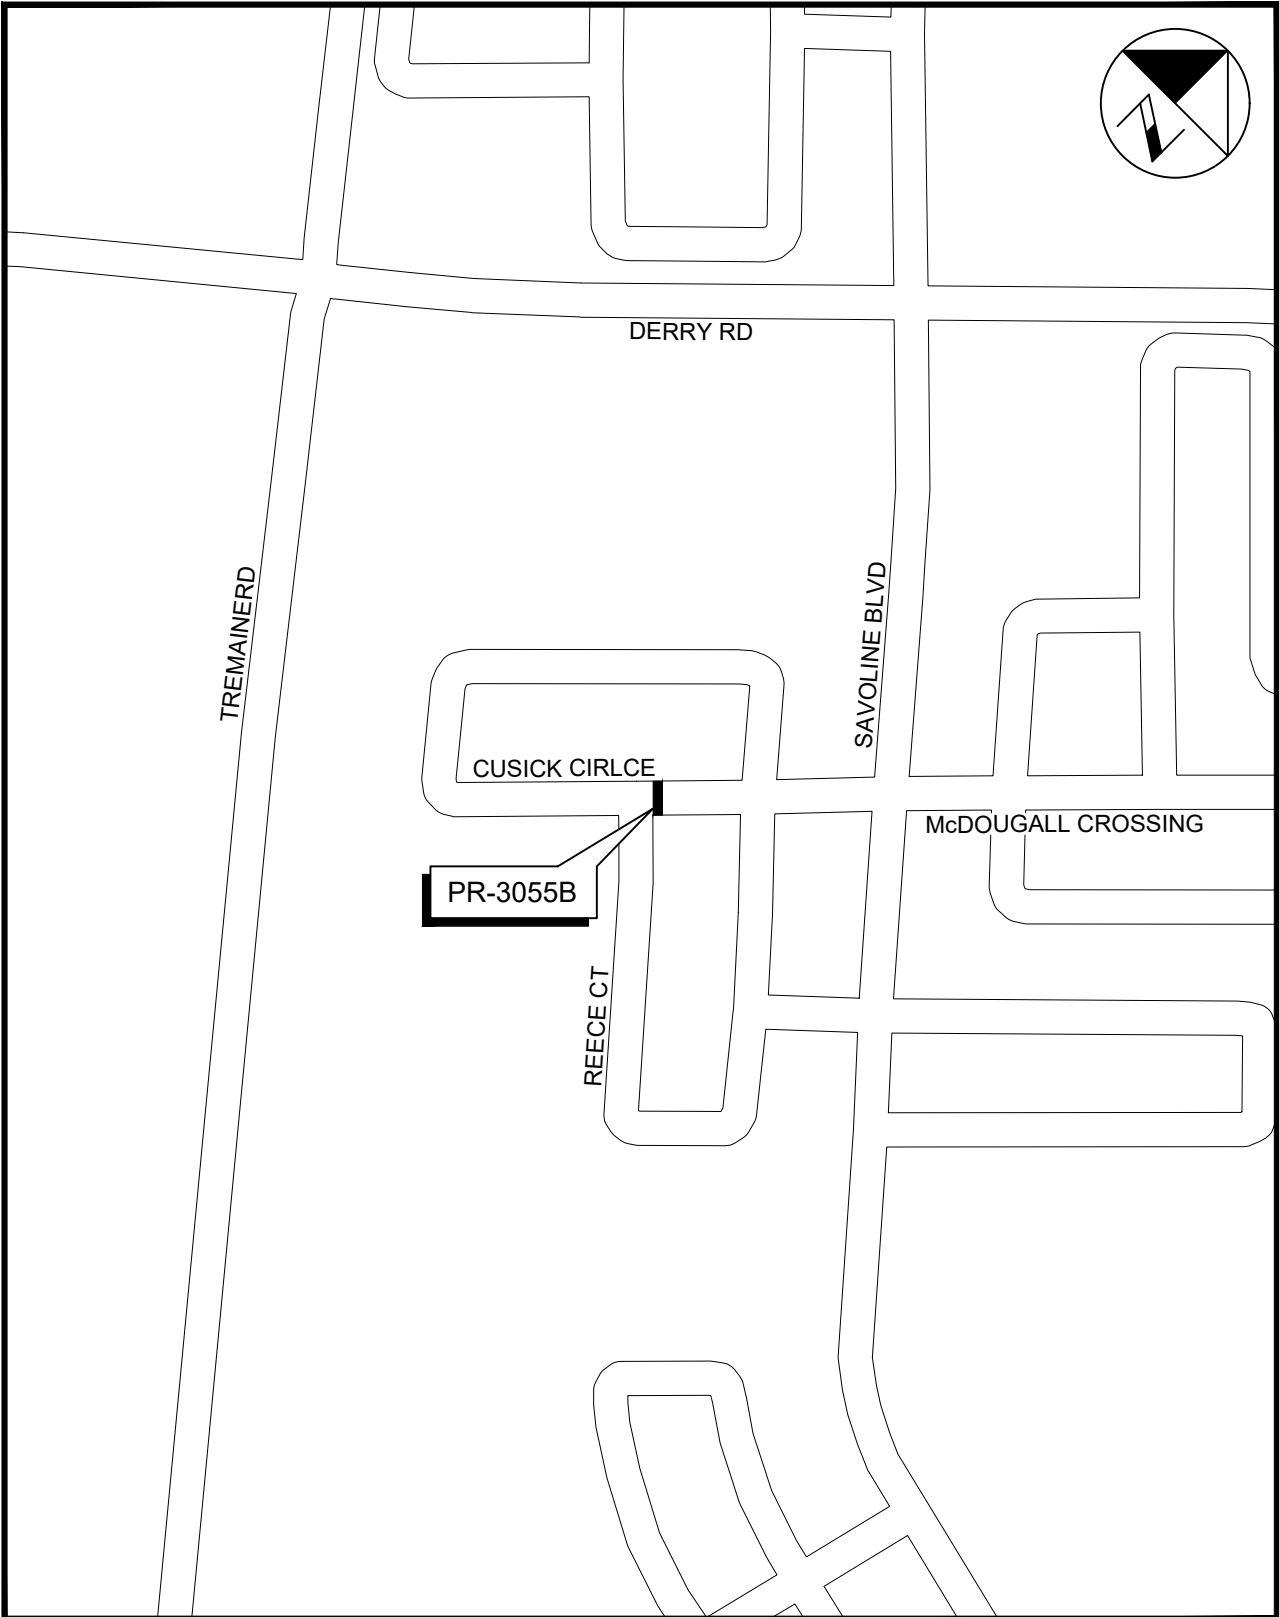 DERRY RD
TREMAINERD
SAVOLINE BLVD
CUSICK CIRLCE
McDOUGALL CROSSING
PR-3055B
REECE CT